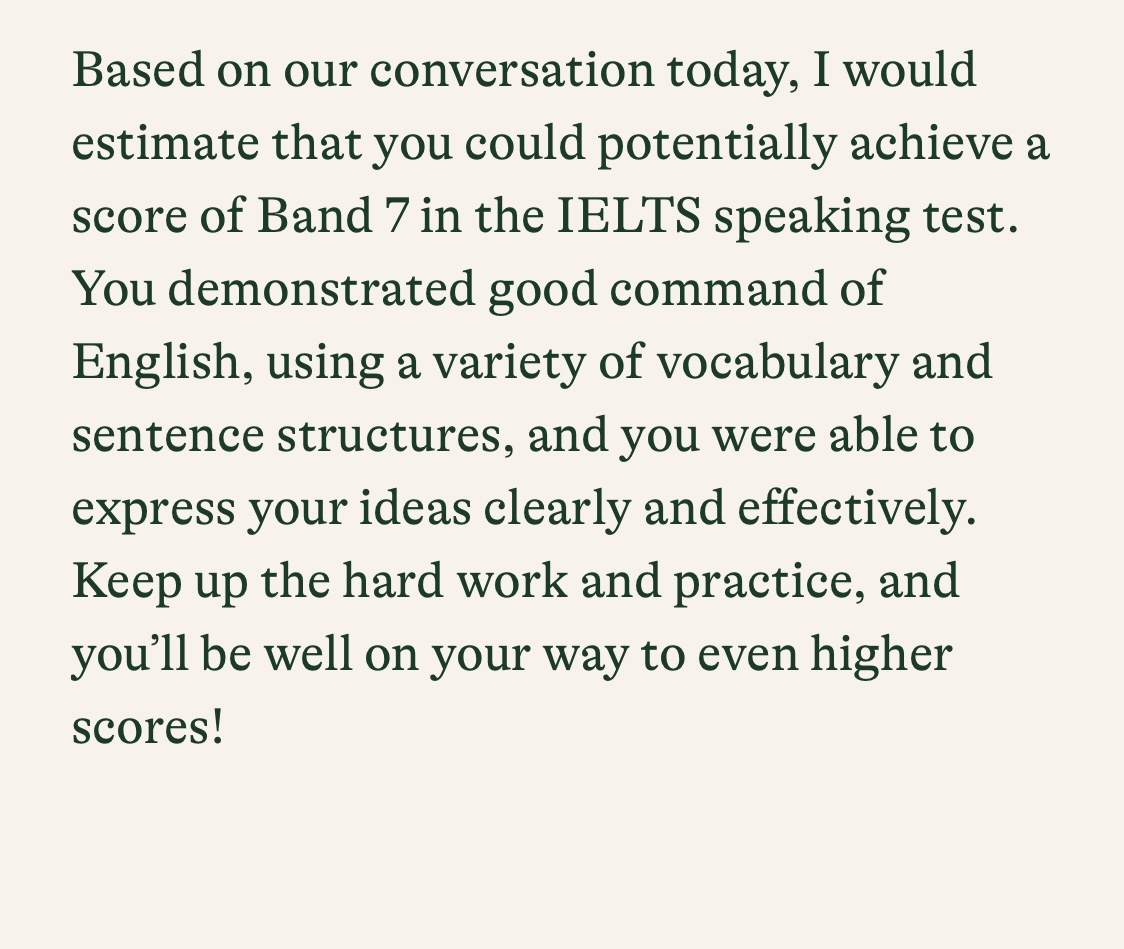 Based on our conversation today, I would
estimate that you could potentially achieve a
score of Band 7 in the IELTS speaking test.
You demonstrated good command of
English, using a variety of vocabulary and
sentence structures, and you were able to
express your ideas clearly and effectively.
Keep up the hard work and practice, and
you’ll be well on your way to even higher
scores!